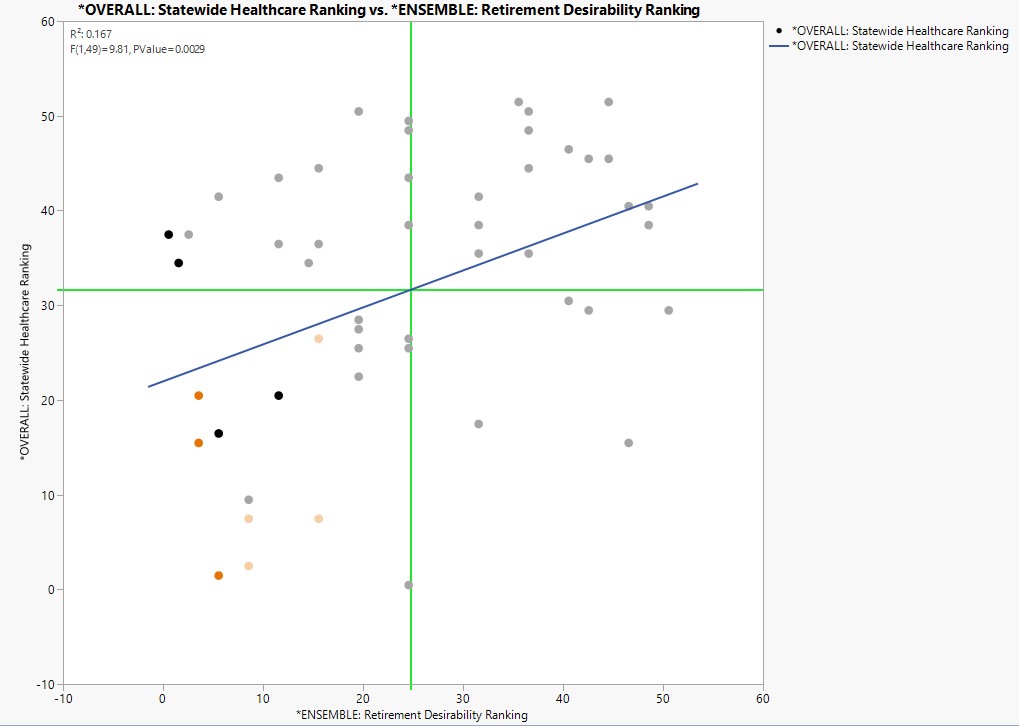 *OVERALL: Statewide Healthcare Ranking vs. *ENSEMBLE: Retirement Desirability Ranking
R²: 0.167
F(1,49)=9.81, PValue=0.0029
*OVERALL: Statewide Healthcare Ranking
*OVERALL: Statewide Healthcare Ranking
*OVERALL: Statewide Healthcare Ranking
60
50
40
30
20
10
0
-10
-10 0 10 20 30 40 50 60
*ENSEMBLE: Retirement Desirability Ranking